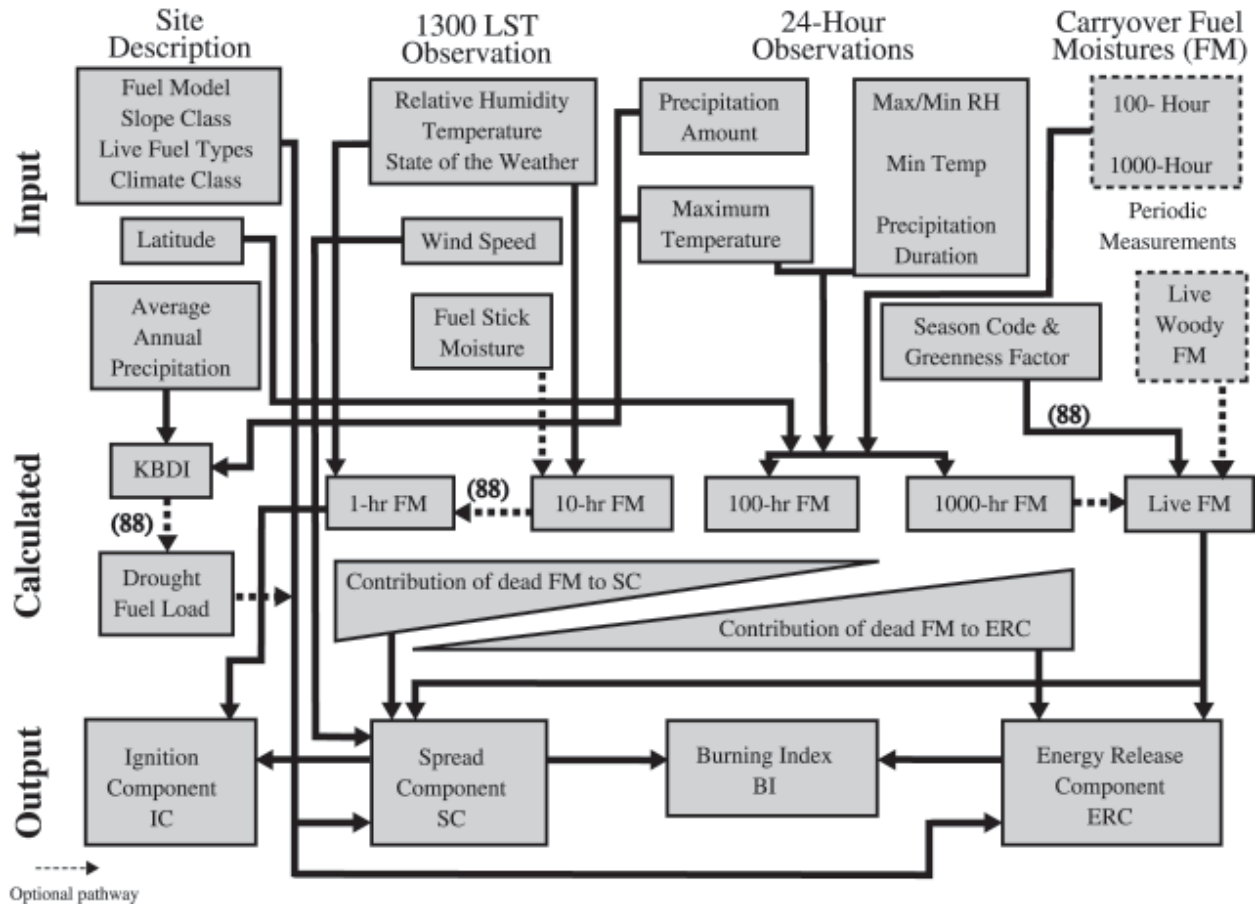 Site
Description
1300 LST
Observation
24-Hour
Observations
Carryover Fuel
Moistures (FM)
Input
Fuel Model
Slope Class
Live Fuel Types
Climate Class
Relative Humidity
Temperature
State of the Weather
Precipitation
Amount
Max/Min RH
Min Temp
Precipitation
Duration
100- Hour
1000-Hour
Latitude
Wind Speed
Maximum
Temperature
Periodic
Measurements
Average
Annual
Precipitation
Fuel Stick
Moisture
Season Code &
Greenness Factor
Live
Woody
FM
(88)
Calculated
KBDI
(88)
Drought
Fuel Load
1-hr FM
(88)
10-hr FM
100-hr FM
1000-hr FM
Live FM
Contribution of dead FM to SC
Contribution of dead FM to ERC
Output
Ignition
Component
IC
Spread
Component
SC
Burning Index
BI
Energy Release
Component
ERC
Optional pathway